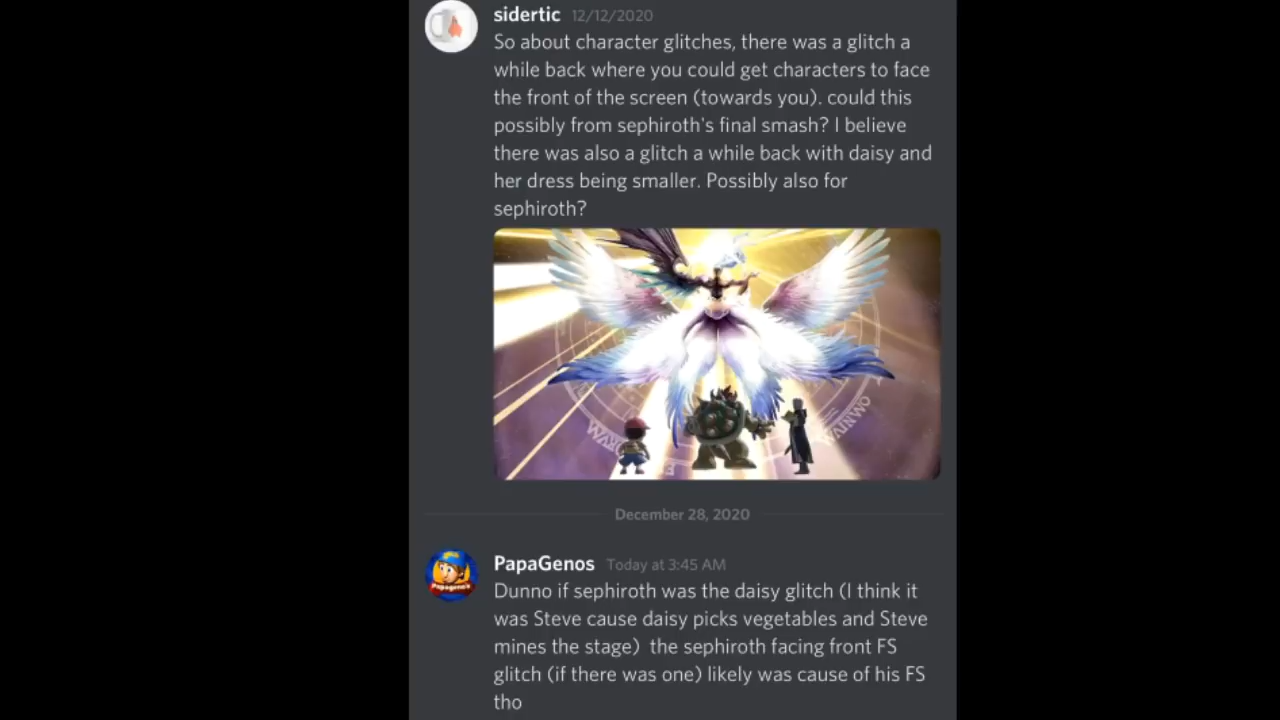 sidertic 12/12/2020
So about character glitches, there was a glitch a
while back where you could get characters to face
the front of the screen (towards you). could this
possibly from sephiroth's final smash? I believe
there was also a glitch a while back with daisy and
her dress being smaller. Possibly also for
sephiroth?
December 28, 2020
PapaGenos Today at 3:45 AM
Dunno if sephiroth was the daisy glitch (I think it
was Steve cause daisy picks vegetables and Steve
mines the stage)  the sephiroth facing front FS
glitch (if there was one) likely was cause of his FS
tho